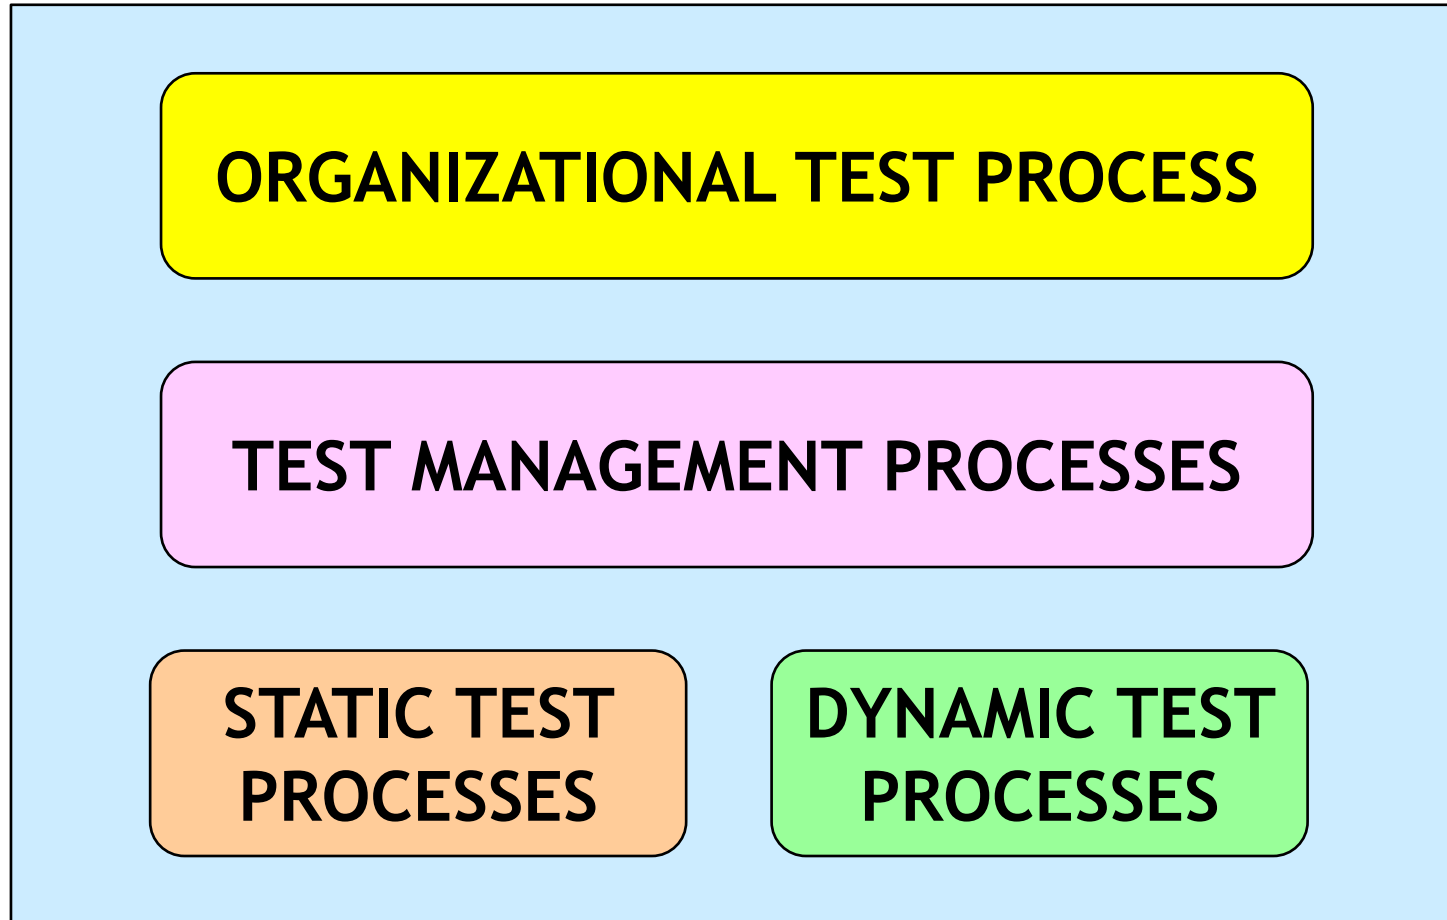 ORGANIZATIONAL TEST PROCESS
TEST MANAGEMENT PROCESSES
STATIC TEST
PROCESSES
DYNAMIC TEST
PROCESSES